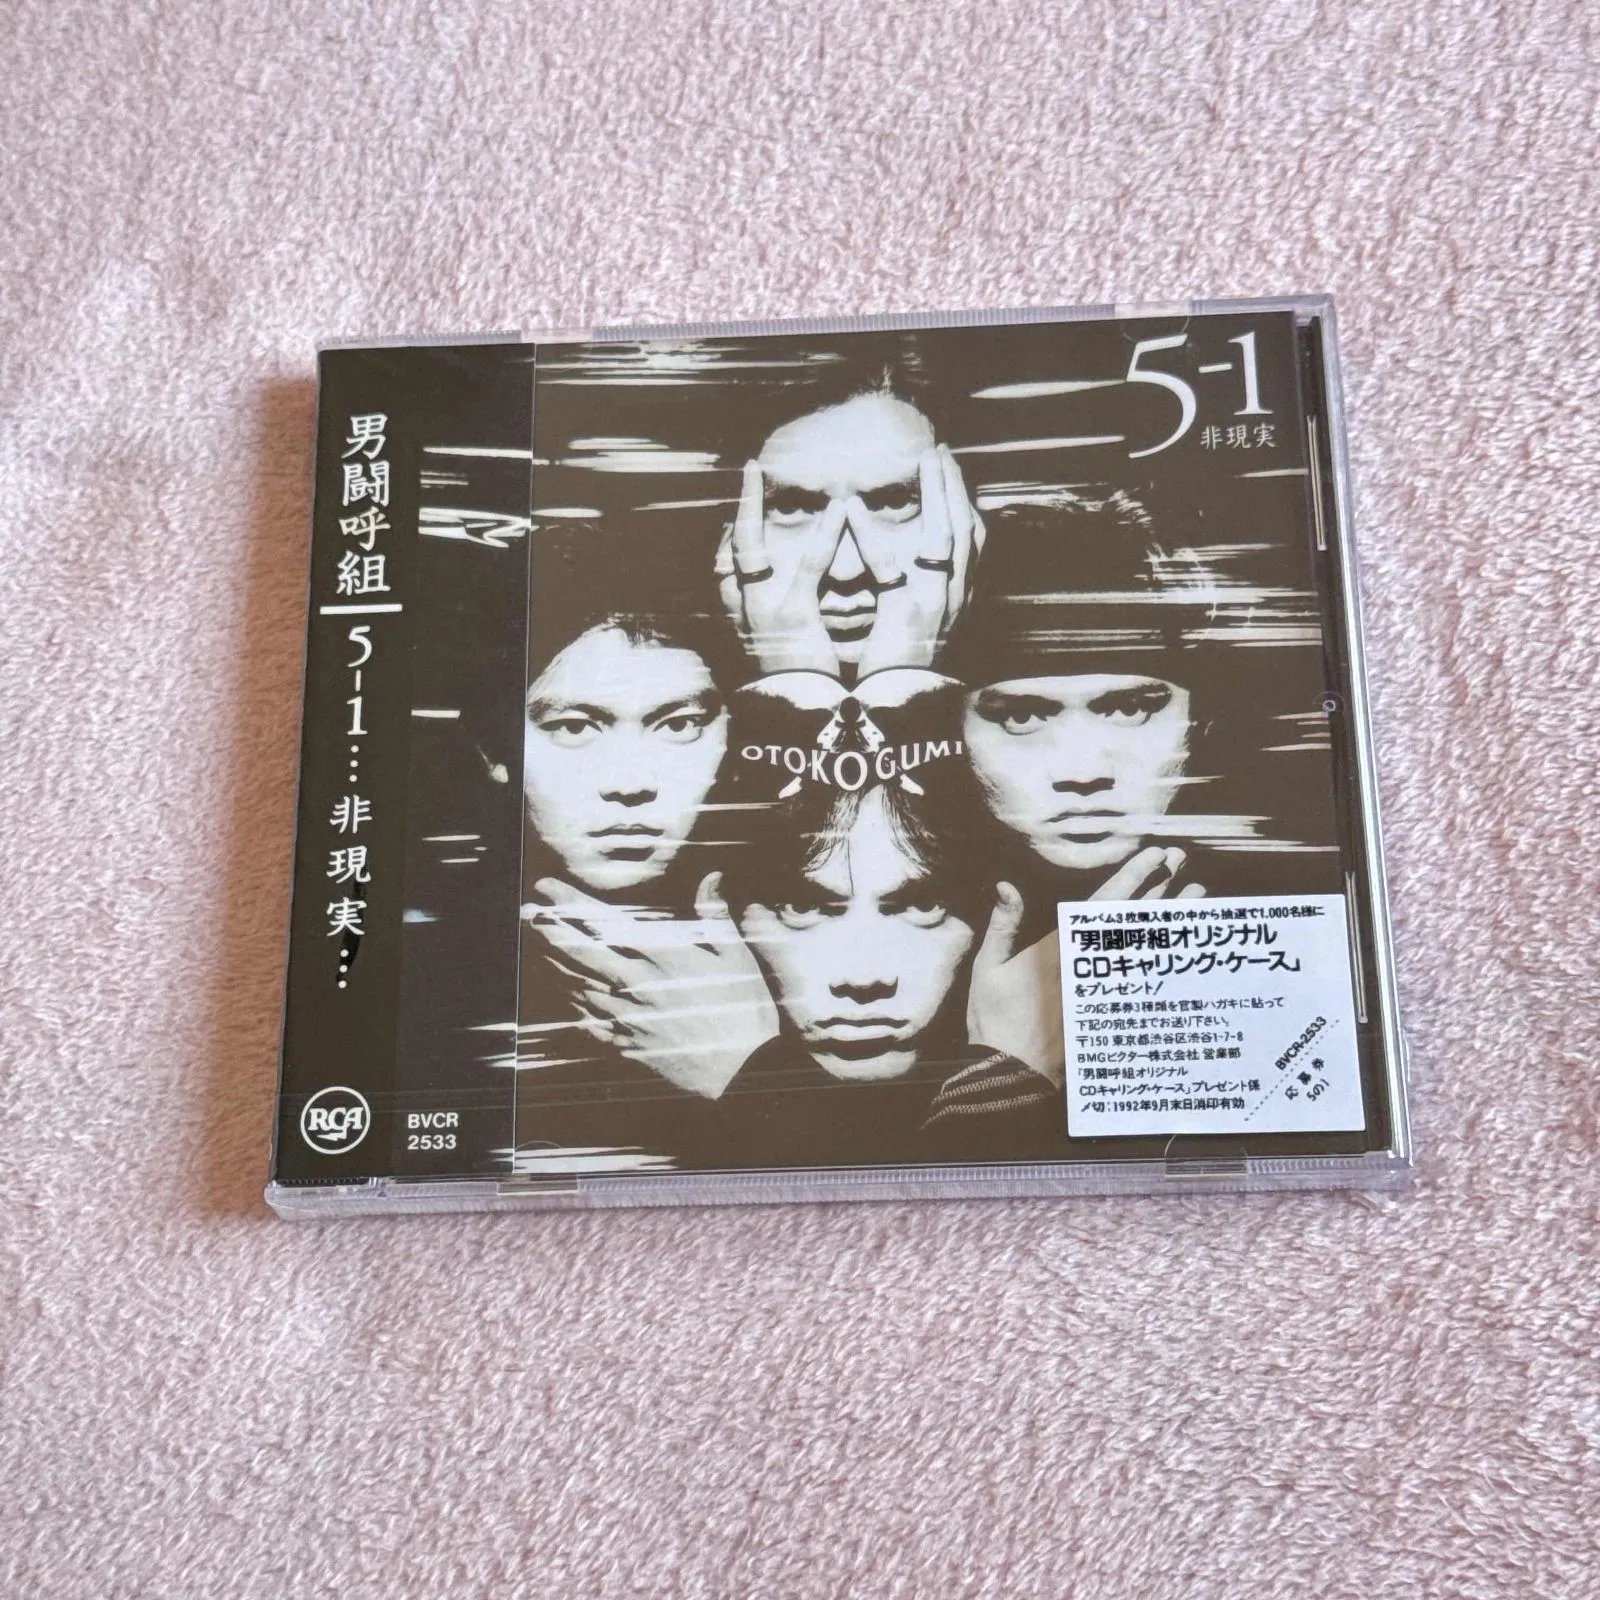 男闘呼組
5-1…非現実…
RCA
BVCR
2533
5-1
非現実
OTOKOGUMI
アルバム3枚購入者の中から抽選で1,000名様に
「男闘呼組オリジナル
CDキャリング・ケース」
をプレゼント!
この応募券3種類を官製ハガキに貼って
下記の宛先までお送り下さい。
〒150 東京都渋谷区渋谷1-7-8
BMGビクター株式会社 営業部
「男闘呼組オリジナル
CDキャリング・ケース」プレゼント係
〆切:1992年9月末日消印有効
BVCR-2533
応募券
5の1